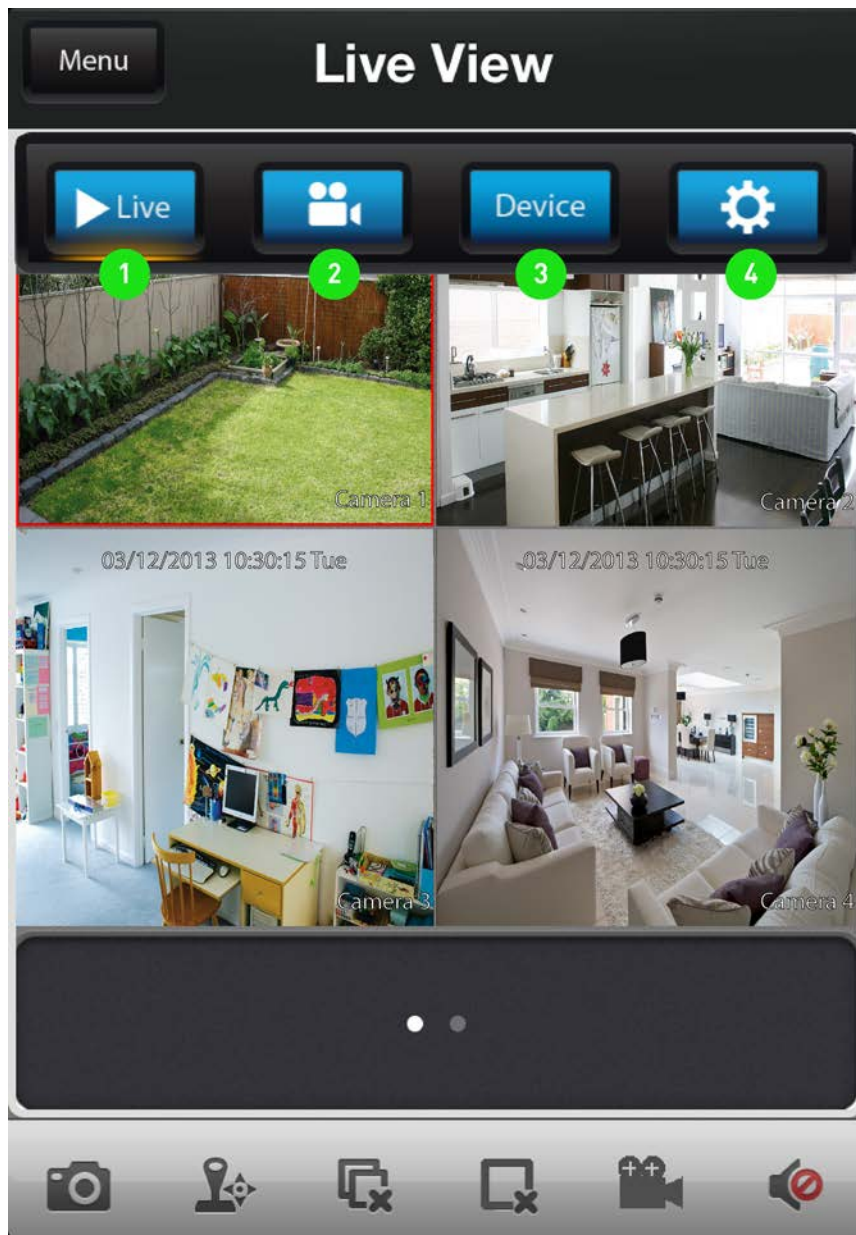 Menu
Live View
Live
Device
1
2
3
4
Camera 1
Camera 2
03/12/2013 10:30:15 Tue
03/12/2013 10:30:15 Tue
Camera 3
Camera 4